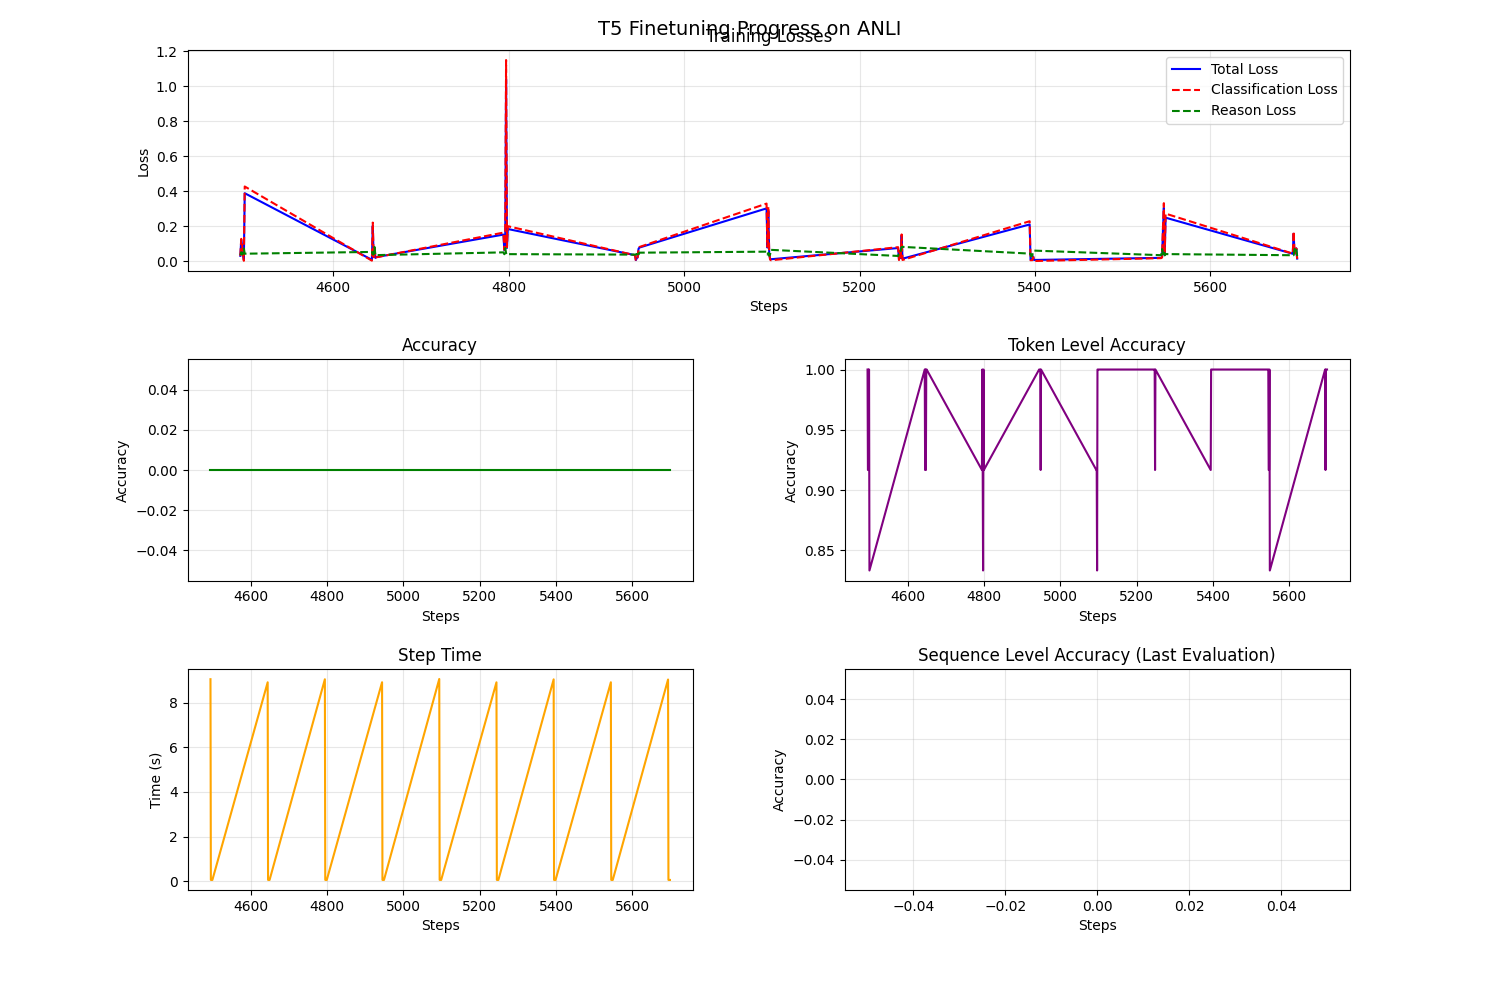 T5 Finetuning Progress on ANLI
Training Losses
1.2
1.0
0.8
0.6
0.4
0.2
0.0
Loss
Total Loss
Classification Loss
Reason Loss
4600 4800 5000 5200 5400 5600
Steps
Accuracy
0.04
0.02
0.00
−0.02
−0.04
Accuracy
4600 4800 5000 5200 5400 5600
Steps
Token Level Accuracy
1.00
0.95
0.90
0.85
Accuracy
4600 4800 5000 5200 5400 5600
Steps
Step Time
8
6
4
2
0
Time (s)
4600 4800 5000 5200 5400 5600
Steps
Sequence Level Accuracy (Last Evaluation)
0.04
0.02
0.00
−0.02
−0.04
Accuracy
−0.04 −0.02 0.00 0.02 0.04
Steps